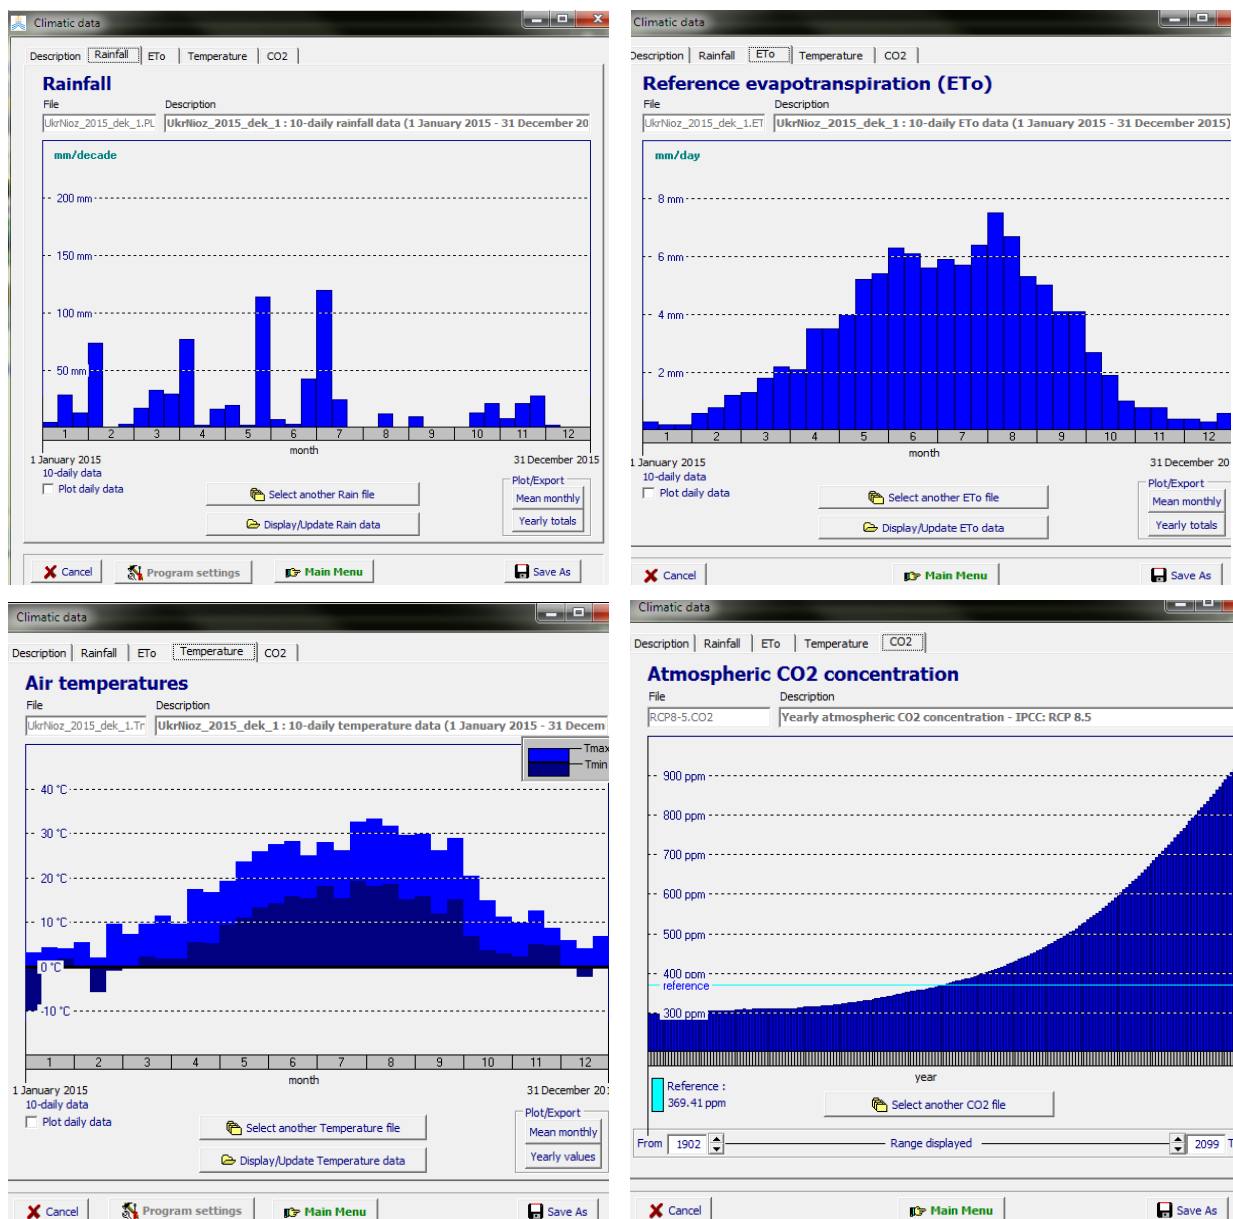 Climatic data
Description Rainfall ETo Temperature CO2
Rainfall
File Description
UkrNioz_2015_dek_1.PL UkrNioz_2015_dek_1 : 10-daily rainfall data (1 January 2015 - 31 December 20
mm/decade
200 mm
150 mm
100 mm
50 mm
1 2 3 4 5 6 7 8 9 10 11 12
month
1 January 2015 31 December 2015
10-daily data
Plot daily data
Select another Rain file
Display/Update Rain data
Plot/Export
Mean monthly
Yearly totals
Cancel Program settings Main Menu Save As
Climatic data
Description Rainfall ETo Temperature CO2
Reference evapotranspiration (ETo)
File Description
UkrNioz_2015_dek_1.ET UkrNioz_2015_dek_1 : 10-daily ETo data (1 January 2015 - 31 December 2015)
mm/day
8 mm
6 mm
4 mm
2 mm
1 2 3 4 5 6 7 8 9 10 11 12
month
1 January 2015 31 December 20
10-daily data
Plot daily data
Select another ETo file
Display/Update ETo data
Plot/Export
Mean monthly
Yearly totals
Cancel Main Menu Save As
Climatic data
Description Rainfall ETo Temperature CO2
Air temperatures
File Description
UkrNioz_2015_dek_1.Tr UkrNioz_2015_dek_1 : 10-daily temperature data (1 January 2015 - 31 Decem
Tmax
Tmin
40 °C
30 °C
20 °C
10 °C
0 °C
-10 °C
1 2 3 4 5 6 7 8 9 10 11 12
month
1 January 2015 31 December 201
10-daily data
Plot daily data
Select another Temperature file
Display/Update Temperature data
Plot/Export
Mean monthly
Yearly values
Cancel Program settings Main Menu Save As
Climatic data
Description Rainfall ETo Temperature CO2
Atmospheric CO2 concentration
File Description
RCP8-5.CO2 Yearly atmospheric CO2 concentration - IPCC: RCP 8.5
900 ppm
800 ppm
700 ppm
600 ppm
500 ppm
400 ppm
reference
300 ppm
year
Reference :
369.41 ppm
Select another CO2 file
From 1902 Range displayed 2099 T
Cancel Main Menu Save As